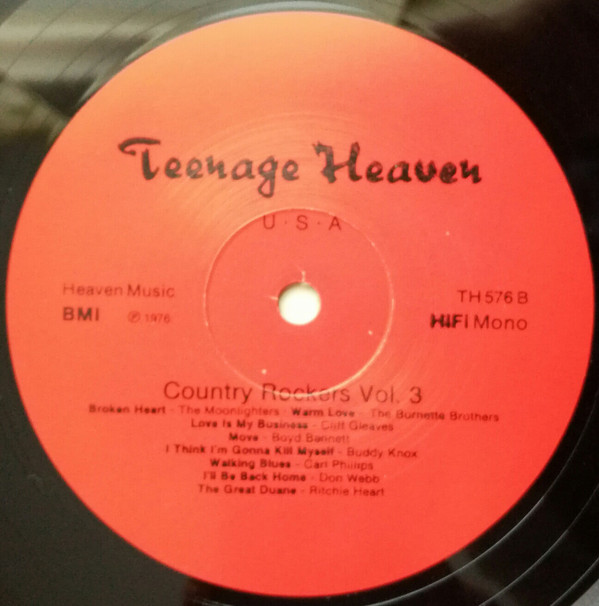 Teenage Heaven
U·S·A
Heaven Music
BMI ℗ 1976
TH 576 B
HiFi Mono
Country Rockers Vol. 3
Broken Heart - The Moonlighters · Warm Love - The Burnette Brothers
Love Is My Business - Cliff Gleaves
Move - Boyd Bennett
I Think I'm Gonna Kill Myself - Buddy Knox
Walking Blues - Carl Phillips
I'll Be Back Home - Don Webb
The Great Duane - Ritchie Heart